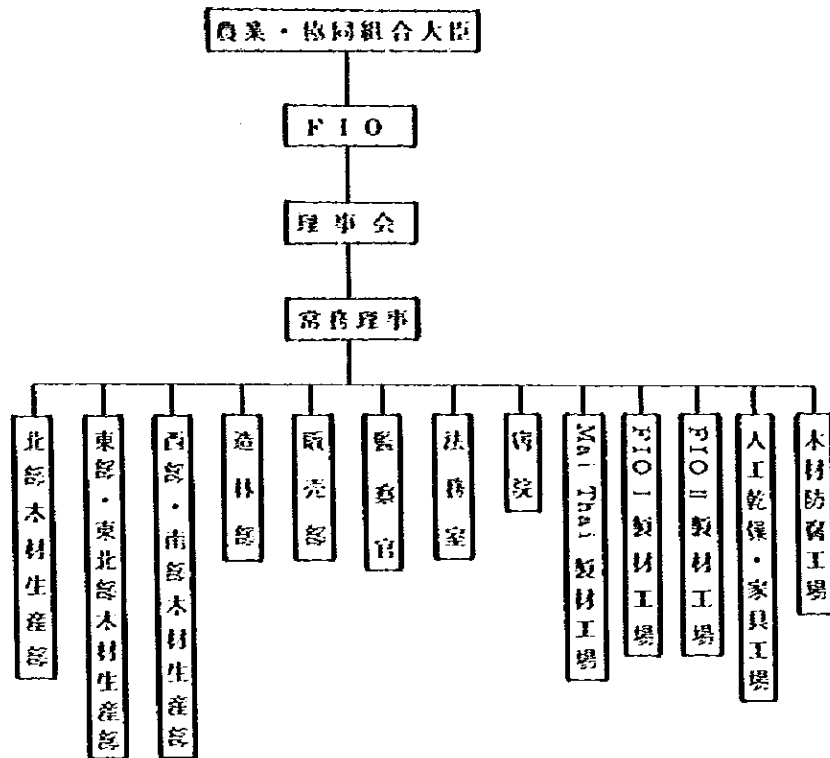 農業・協同組合大臣
FIO
理事会
常務理事
北部木材生産部
東部・東北部木材生産部
西部・南部木材生産部
造林部
販売部
監察官
法務室
病院
Mai Thai 製材工場
FIO I 製材工場
FIO II 製材工場
人工乾燥・家具工場
木材防腐工場